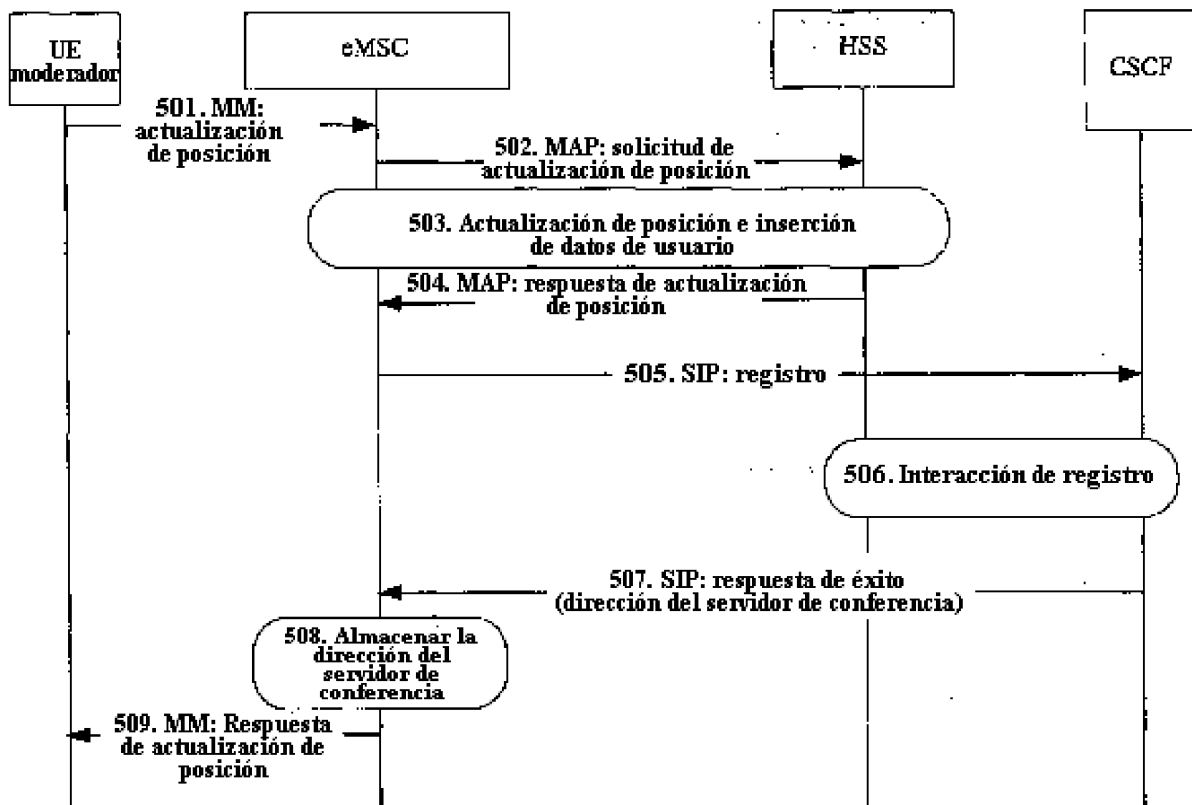 UE
moderador
eMSC
HSS
CSCF
501. MM:
actualización
de posición
502. MAP: solicitud de
actualización de posición
503. Actualización de posición e inserción
de datos de usuario
504. MAP: respuesta de actualización
de posición
505. SIP: registro
506. Interacción de registro
507. SIP: respuesta de éxito
(dirección del servidor de conferencia)
508. Almacenar la
dirección del
servidor de
conferencia
509. MM: Respuesta
de actualización de
posición